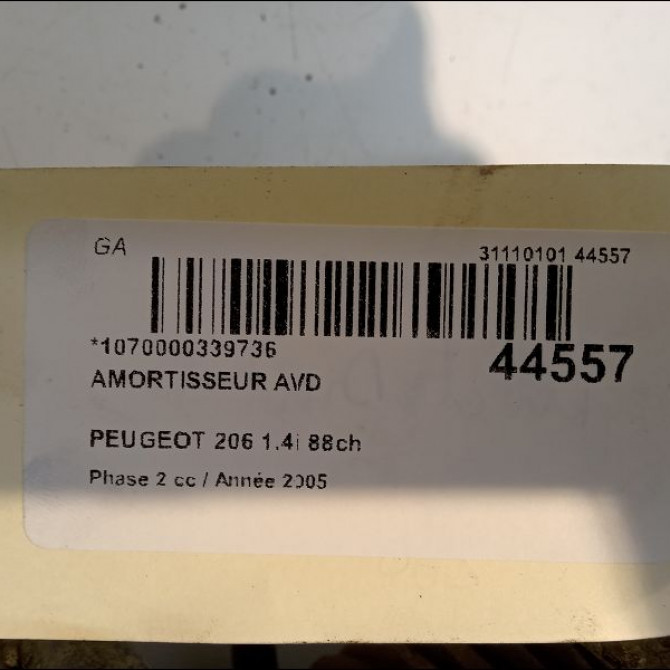 GA
31110101 44557
*1070000339736
44557
AMORTISSEUR AVD
PEUGEOT 206 1.4i 88ch
Phase 2 cc / Année 2005